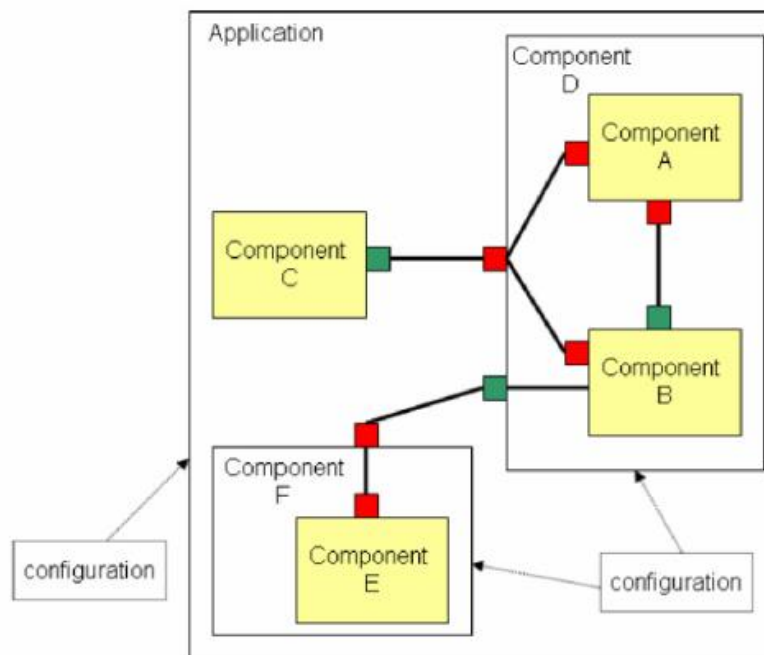 Application
Component
D
Component
A
Component
C
Component
B
Component
F
Component
E
configuration
configuration